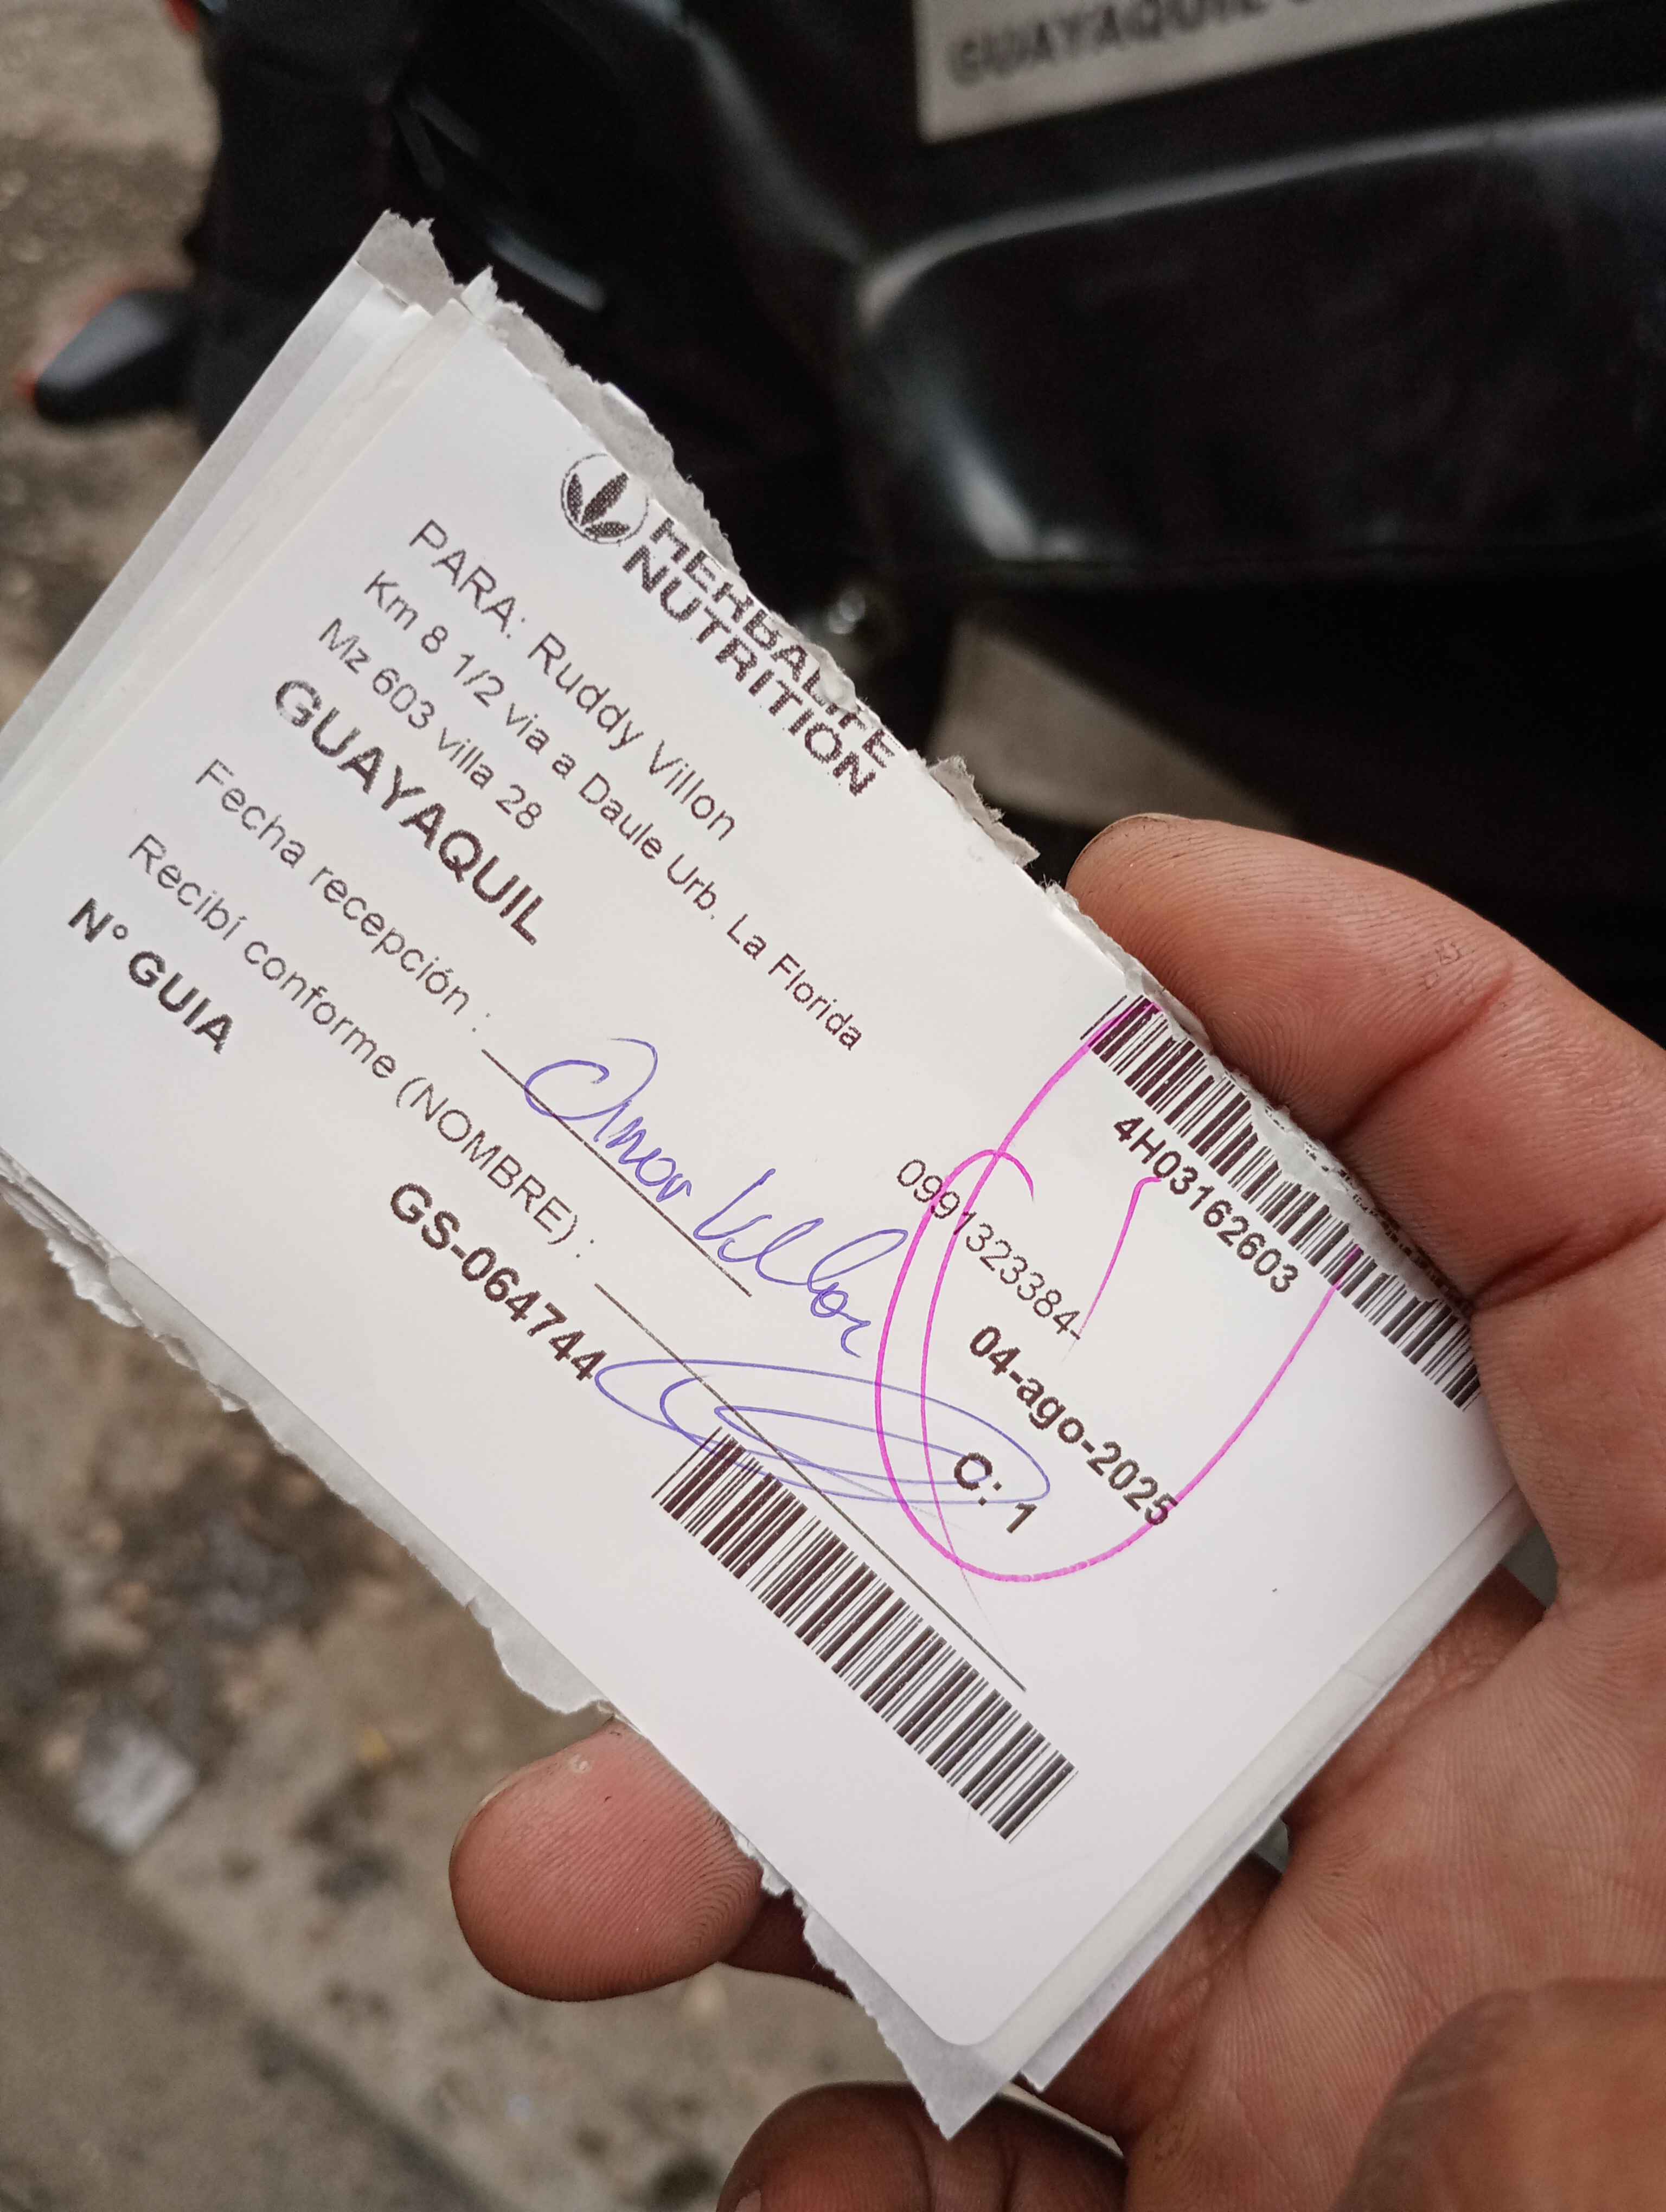 GUAYAQUIL
HERBALIFE
NUTRITION
4H03162603
PARA: Ruddy Villon
0991323384-
Km 8 1/2 via a Daule Urb. La Florida
Mz 603 villa 28
04-ago-2025
GUAYAQUIL
C: 1
Fecha recepción :
Recibí conforme (NOMBRE) :
N° GUIA
GS-064744